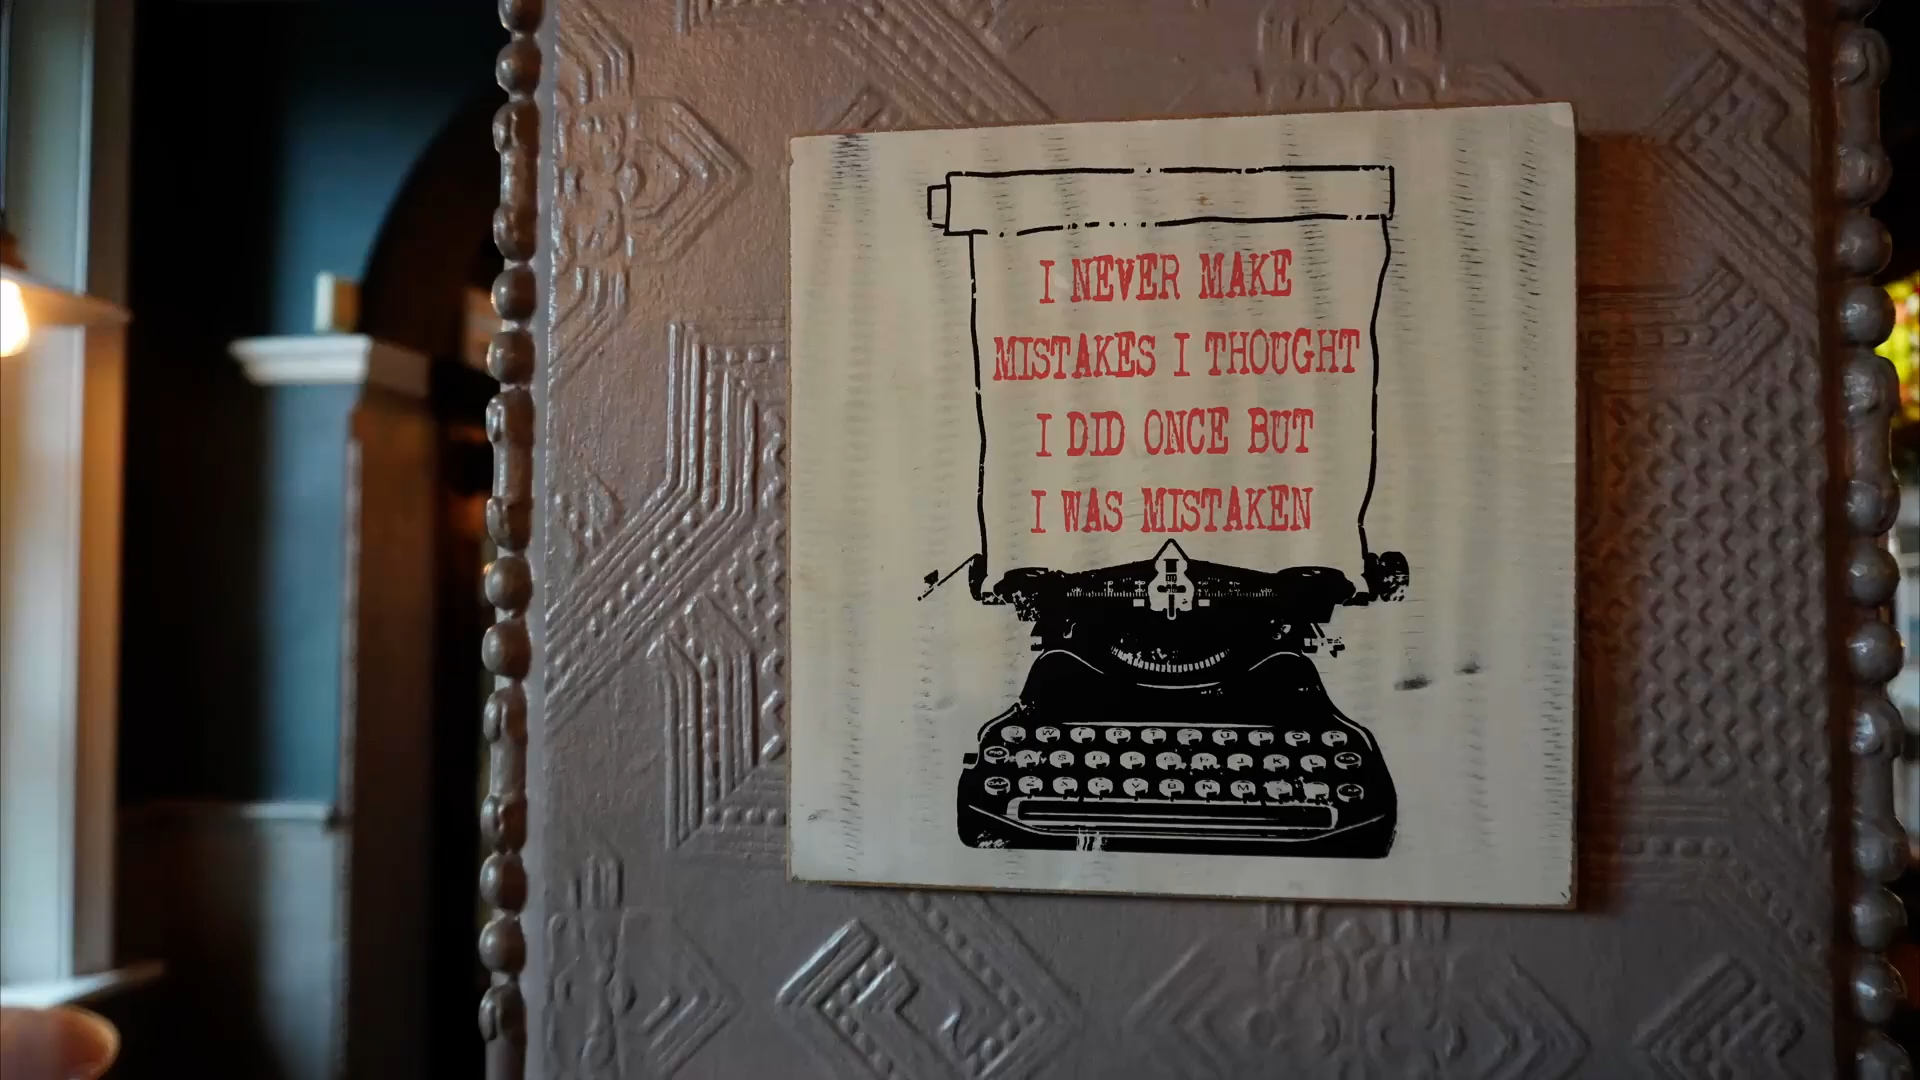 I NEVER MAKE
MISTAKES I THOUGHT
I DID ONCE BUT
I WAS MISTAKEN